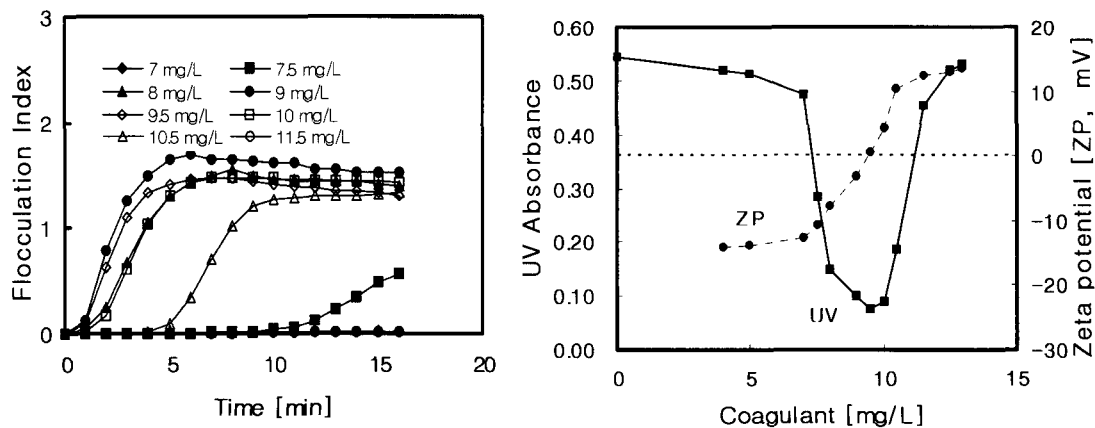 3
2
1
0
Flocculation Index
7 mg/L
7.5 mg/L
8 mg/L
9 mg/L
9.5 mg/L
10 mg/L
10.5 mg/L
11.5 mg/L
0
5
10
15
20
Time [min]
0.60
0.50
0.40
0.30
0.20
0.10
0.00
UV Absorbance
ZP
UV
20
10
0
-10
-20
-30
Zeta potential [ZP, mV]
0
5
10
15
Coagulant [mg/L]